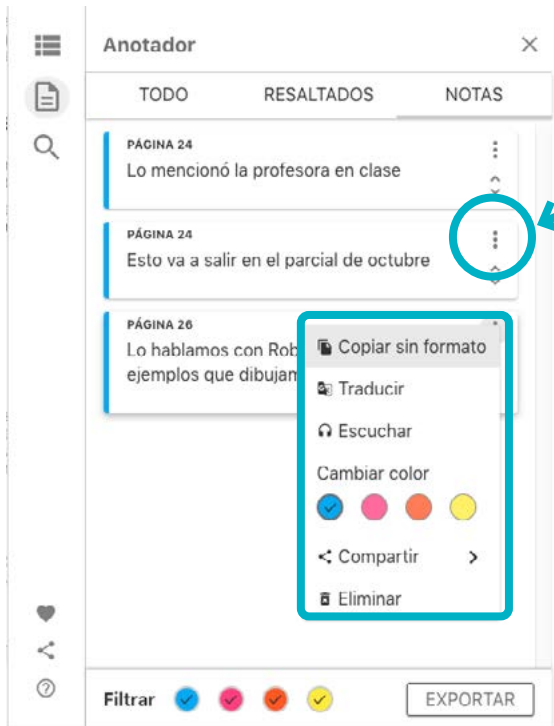 Anotador
TODO RESALTADOS NOTAS
PÁGINA 24
Lo mencionó la profesora en clase
PÁGINA 24
Esto va a salir en el parcial de octubre
PÁGINA 26
Lo hablamos con Rob
ejemplos que dibujam
Copiar sin formato
Traducir
Escuchar
Cambiar color
Compartir
Eliminar
Filtrar
EXPORTAR